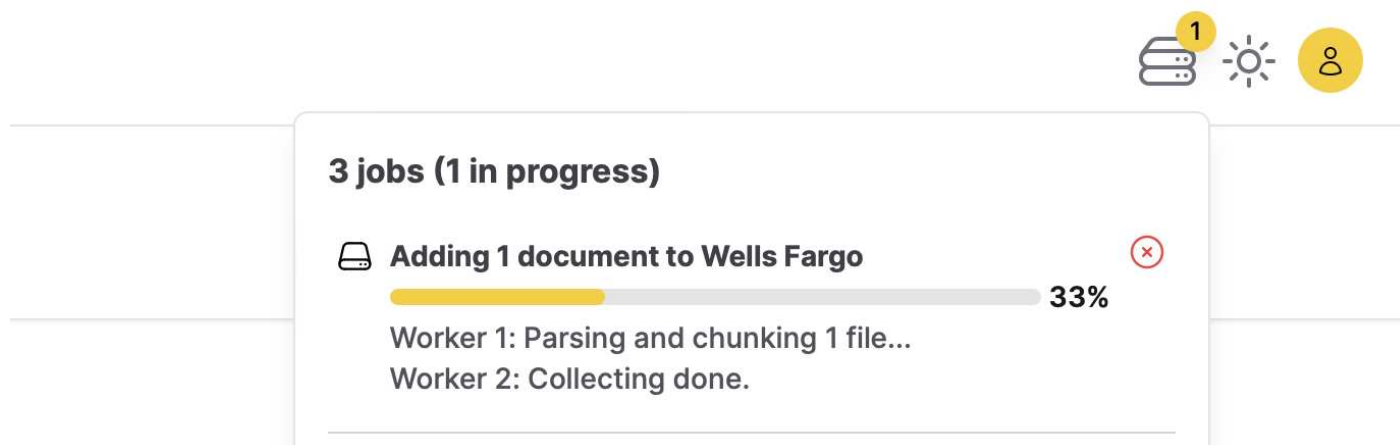 1
3 jobs (1 in progress)
Adding 1 document to Wells Fargo
33%
Worker 1: Parsing and chunking 1 file...
Worker 2: Collecting done.